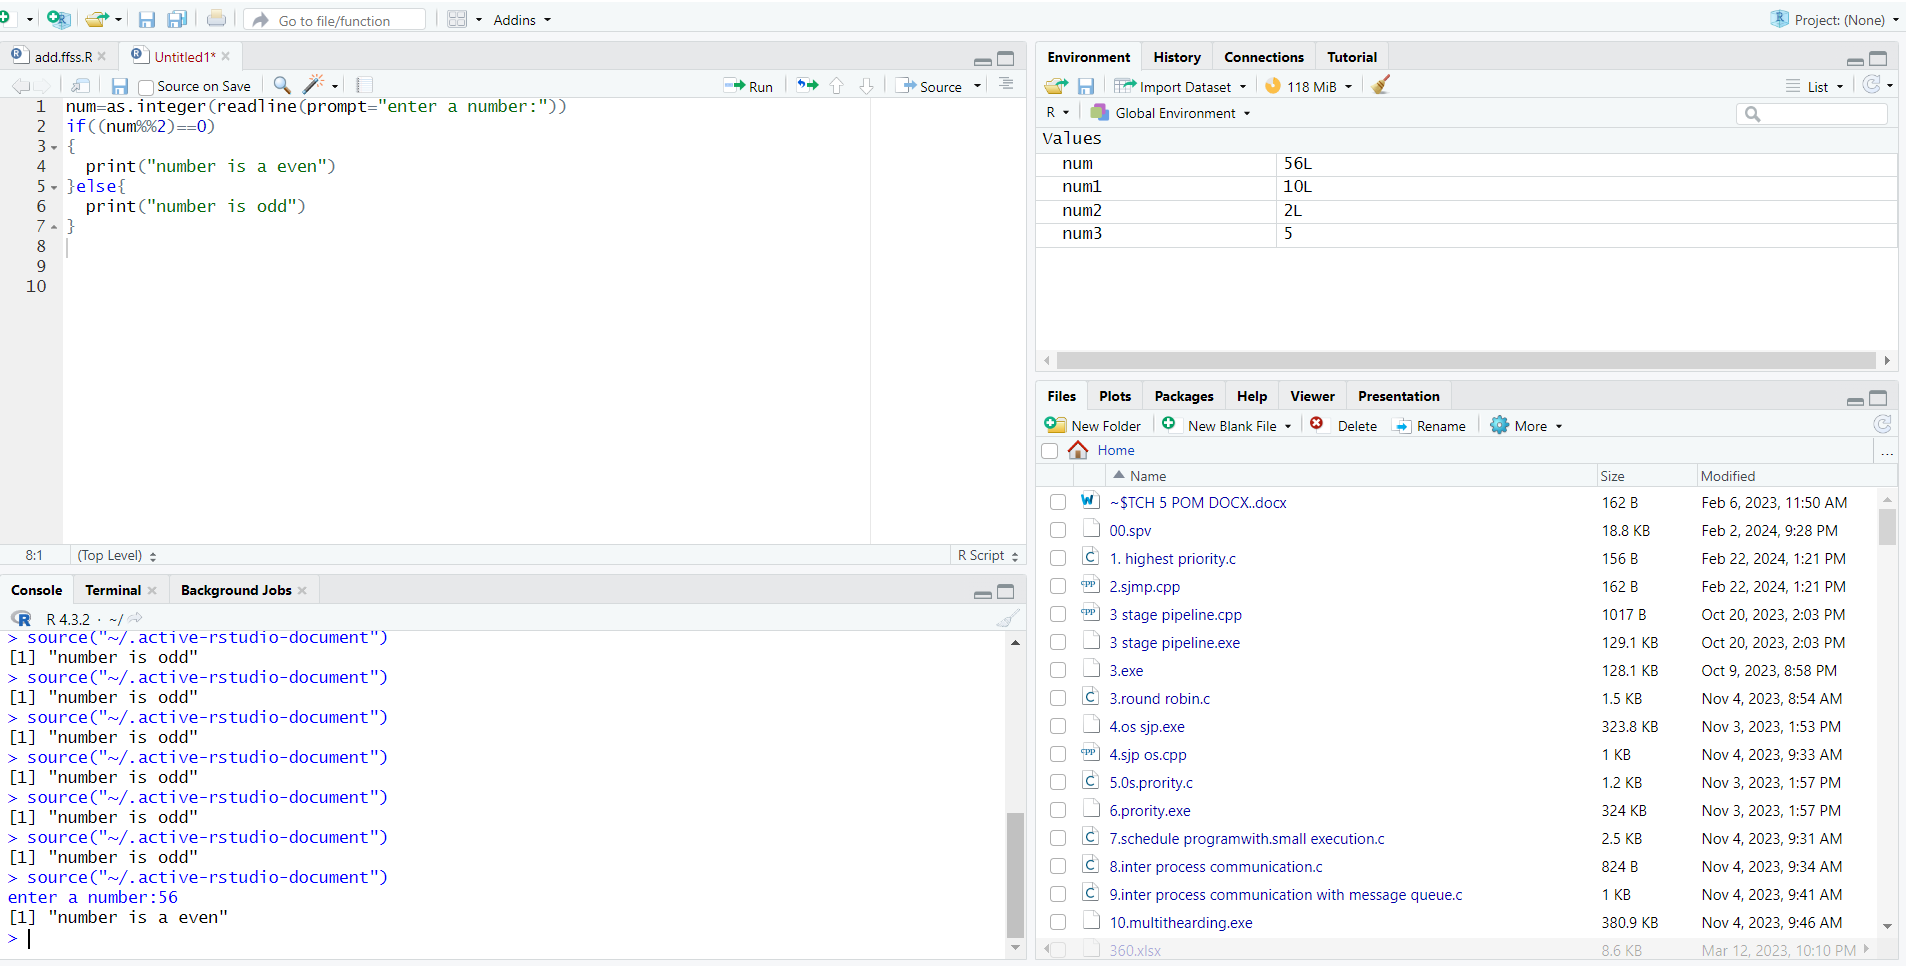 Go to file/function
Addins
Project: (None)
add.ffss.R
Untitled1*
Source on Save
Run
Source
1 num=as.integer(readline(prompt="enter a number:"))
2 if((num%%2)==0)
3 {
4 print("number is a even")
5 }else{
6 print("number is odd")
7 }
8
9
10
8:1 (Top Level) R Script
Console Terminal Background Jobs
R 4.3.2 · ~/
> source("~/.active-rstudio-document")
[1] "number is odd"
> source("~/.active-rstudio-document")
[1] "number is odd"
> source("~/.active-rstudio-document")
[1] "number is odd"
> source("~/.active-rstudio-document")
[1] "number is odd"
> source("~/.active-rstudio-document")
[1] "number is odd"
> source("~/.active-rstudio-document")
[1] "number is odd"
> source("~/.active-rstudio-document")
enter a number:56
[1] "number is a even"
>
Environment History Connections Tutorial
Import Dataset 118 MiB List
R Global Environment
Values
num 56L
num1 10L
num2 2L
num3 5
Files Plots Packages Help Viewer Presentation
New Folder New Blank File Delete Rename More
Home ...
Name Size Modified
~$TCH 5 POM DOCX..docx 162 B Feb 6, 2023, 11:50 AM
00.spv 18.8 KB Feb 2, 2024, 9:28 PM
1. highest priority.c 156 B Feb 22, 2024, 1:21 PM
2.sjmp.cpp 162 B Feb 22, 2024, 1:21 PM
3 stage pipeline.cpp 1017 B Oct 20, 2023, 2:03 PM
3 stage pipeline.exe 129.1 KB Oct 20, 2023, 2:03 PM
3.exe 128.1 KB Oct 9, 2023, 8:58 PM
3.round robin.c 1.5 KB Nov 4, 2023, 8:54 AM
4.os sjp.exe 323.8 KB Nov 3, 2023, 1:53 PM
4.sjp os.cpp 1 KB Nov 4, 2023, 9:33 AM
5.0s.prority.c 1.2 KB Nov 3, 2023, 1:57 PM
6.prority.exe 324 KB Nov 3, 2023, 1:57 PM
7.schedule programwith.small execution.c 2.5 KB Nov 4, 2023, 9:31 AM
8.inter process communication.c 824 B Nov 4, 2023, 9:34 AM
9.inter process communication with message queue.c 1 KB Nov 4, 2023, 9:41 AM
10.multithearding.exe 380.9 KB Nov 4, 2023, 9:46 AM
360.xlsx 8.6 KB Mar 12, 2023, 10:10 PM